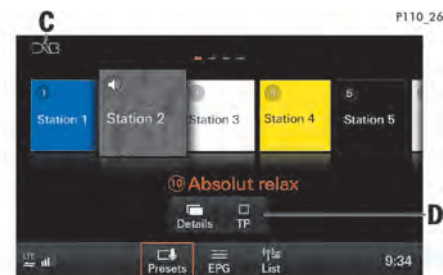 C
P110_26
DAB
1
5
Station 1
Station 2
Station 3
Station 4
Station 5
10 Absolut relax
Details
TP
D
LTE
Presets
EPG
List
9:34